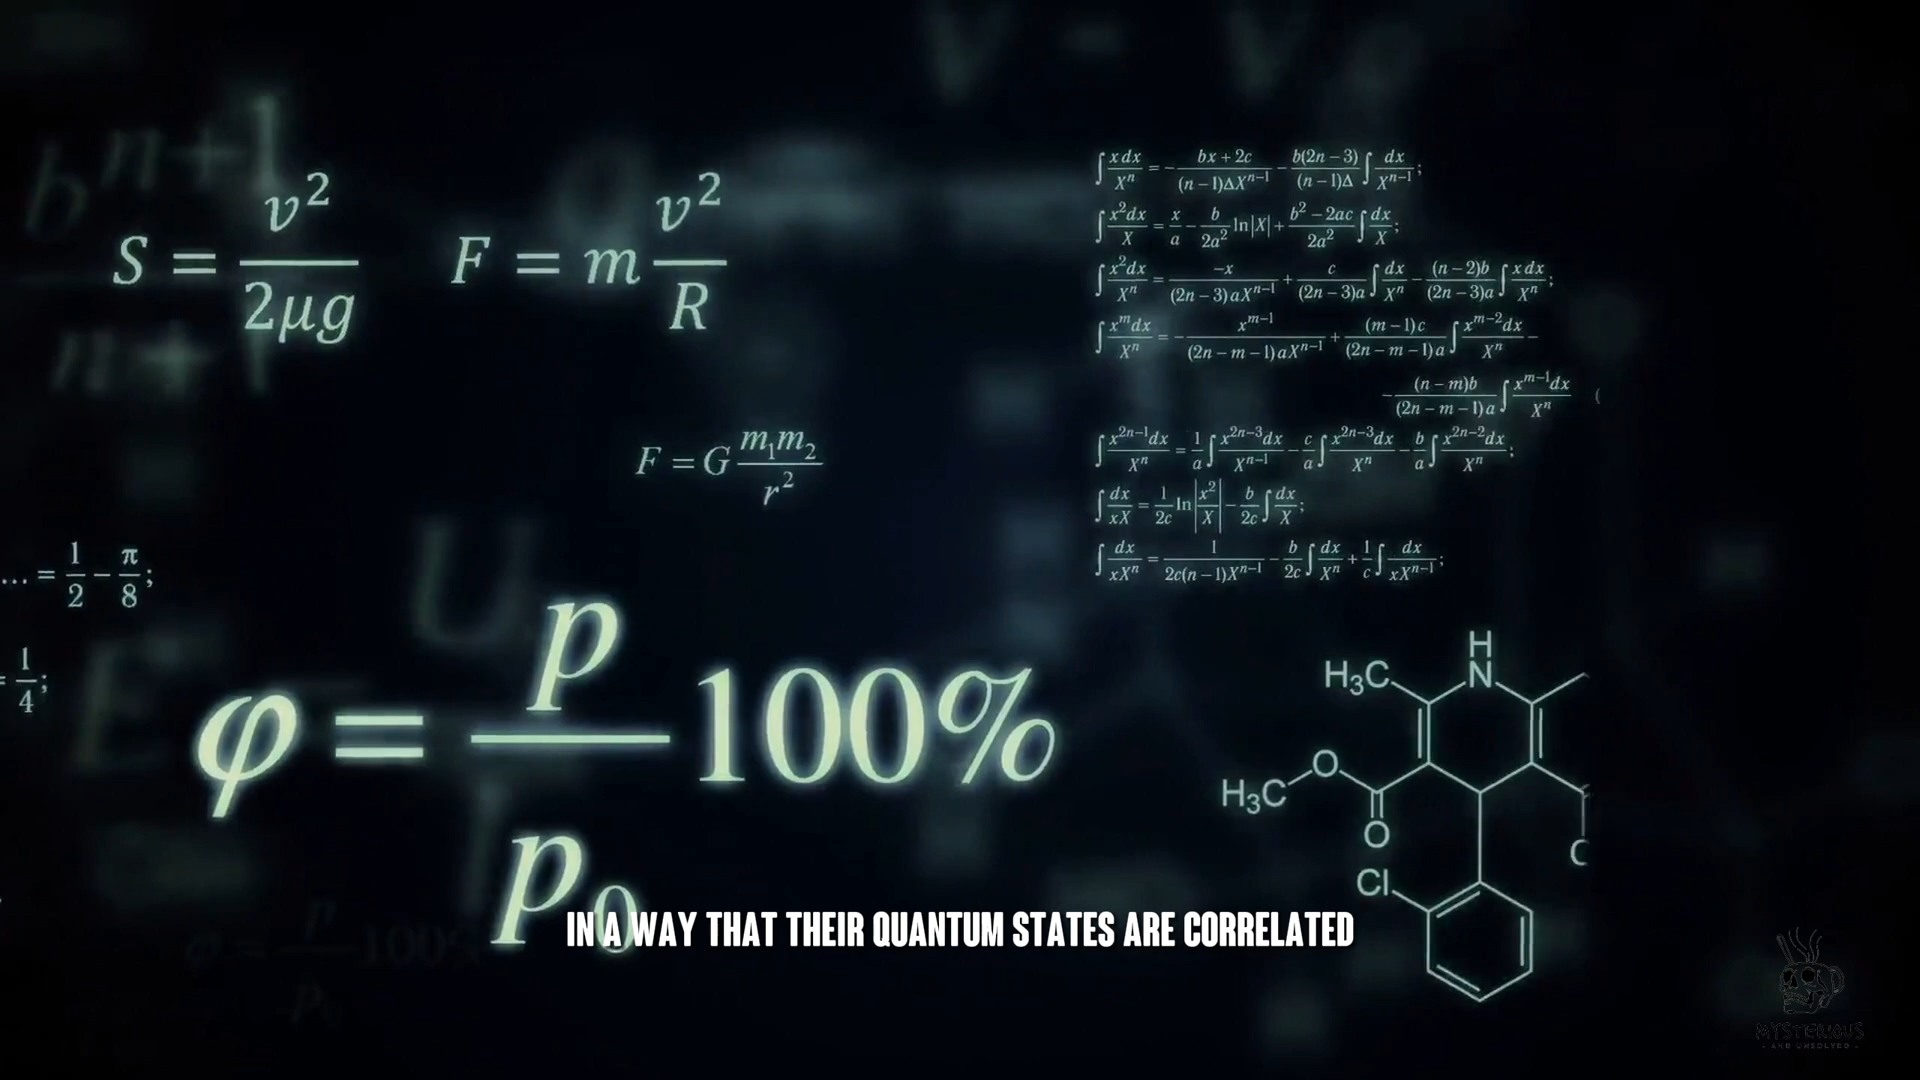 S = v²/2μg
F = m v²/R
F = G m₁m₂/r²
... = 1/2 − π/8;
= 1/4;
φ = p/p₀ 100%
∫ x dx/Xⁿ = − (bx + 2c)/((n − 1)ΔXⁿ⁻¹) − b(2n − 3)/((n − 1)Δ) ∫ dx/Xⁿ⁻¹;
∫ x²dx/X = x/a − b/2a² ln|X| + (b² − 2ac)/2a² ∫ dx/X;
∫ x²dx/Xⁿ = −x/((2n − 3)aXⁿ⁻¹) + c/((2n − 3)a) ∫ dx/Xⁿ − (n − 2)b/((2n − 3)a) ∫ x dx/Xⁿ;
∫ xᵐdx/Xⁿ = − xᵐ⁻¹/((2n − m − 1)aXⁿ⁻¹) + (m − 1)c/((2n − m − 1)a) ∫ xᵐ⁻²dx/Xⁿ −
− (n − m)b/((2n − m − 1)a) ∫ xᵐ⁻¹dx/Xⁿ (
∫ x²ⁿ⁻¹dx/Xⁿ = 1/a ∫ x²ⁿ⁻³dx/Xⁿ⁻¹ − c/a ∫ x²ⁿ⁻³dx/Xⁿ − b/a ∫ x²ⁿ⁻²dx/Xⁿ;
∫ dx/xX = 1/2c ln|x²/X| − b/2c ∫ dx/X;
∫ dx/xXⁿ = 1/(2c(n − 1)Xⁿ⁻¹) − b/2c ∫ dx/Xⁿ + 1/c ∫ dx/xXⁿ⁻¹;
H
N
H₃C
O
H₃C
O
Cl
IN A WAY THAT THEIR QUANTUM STATES ARE CORRELATED
MYSTERIOUS
- AND UNSOLVED -